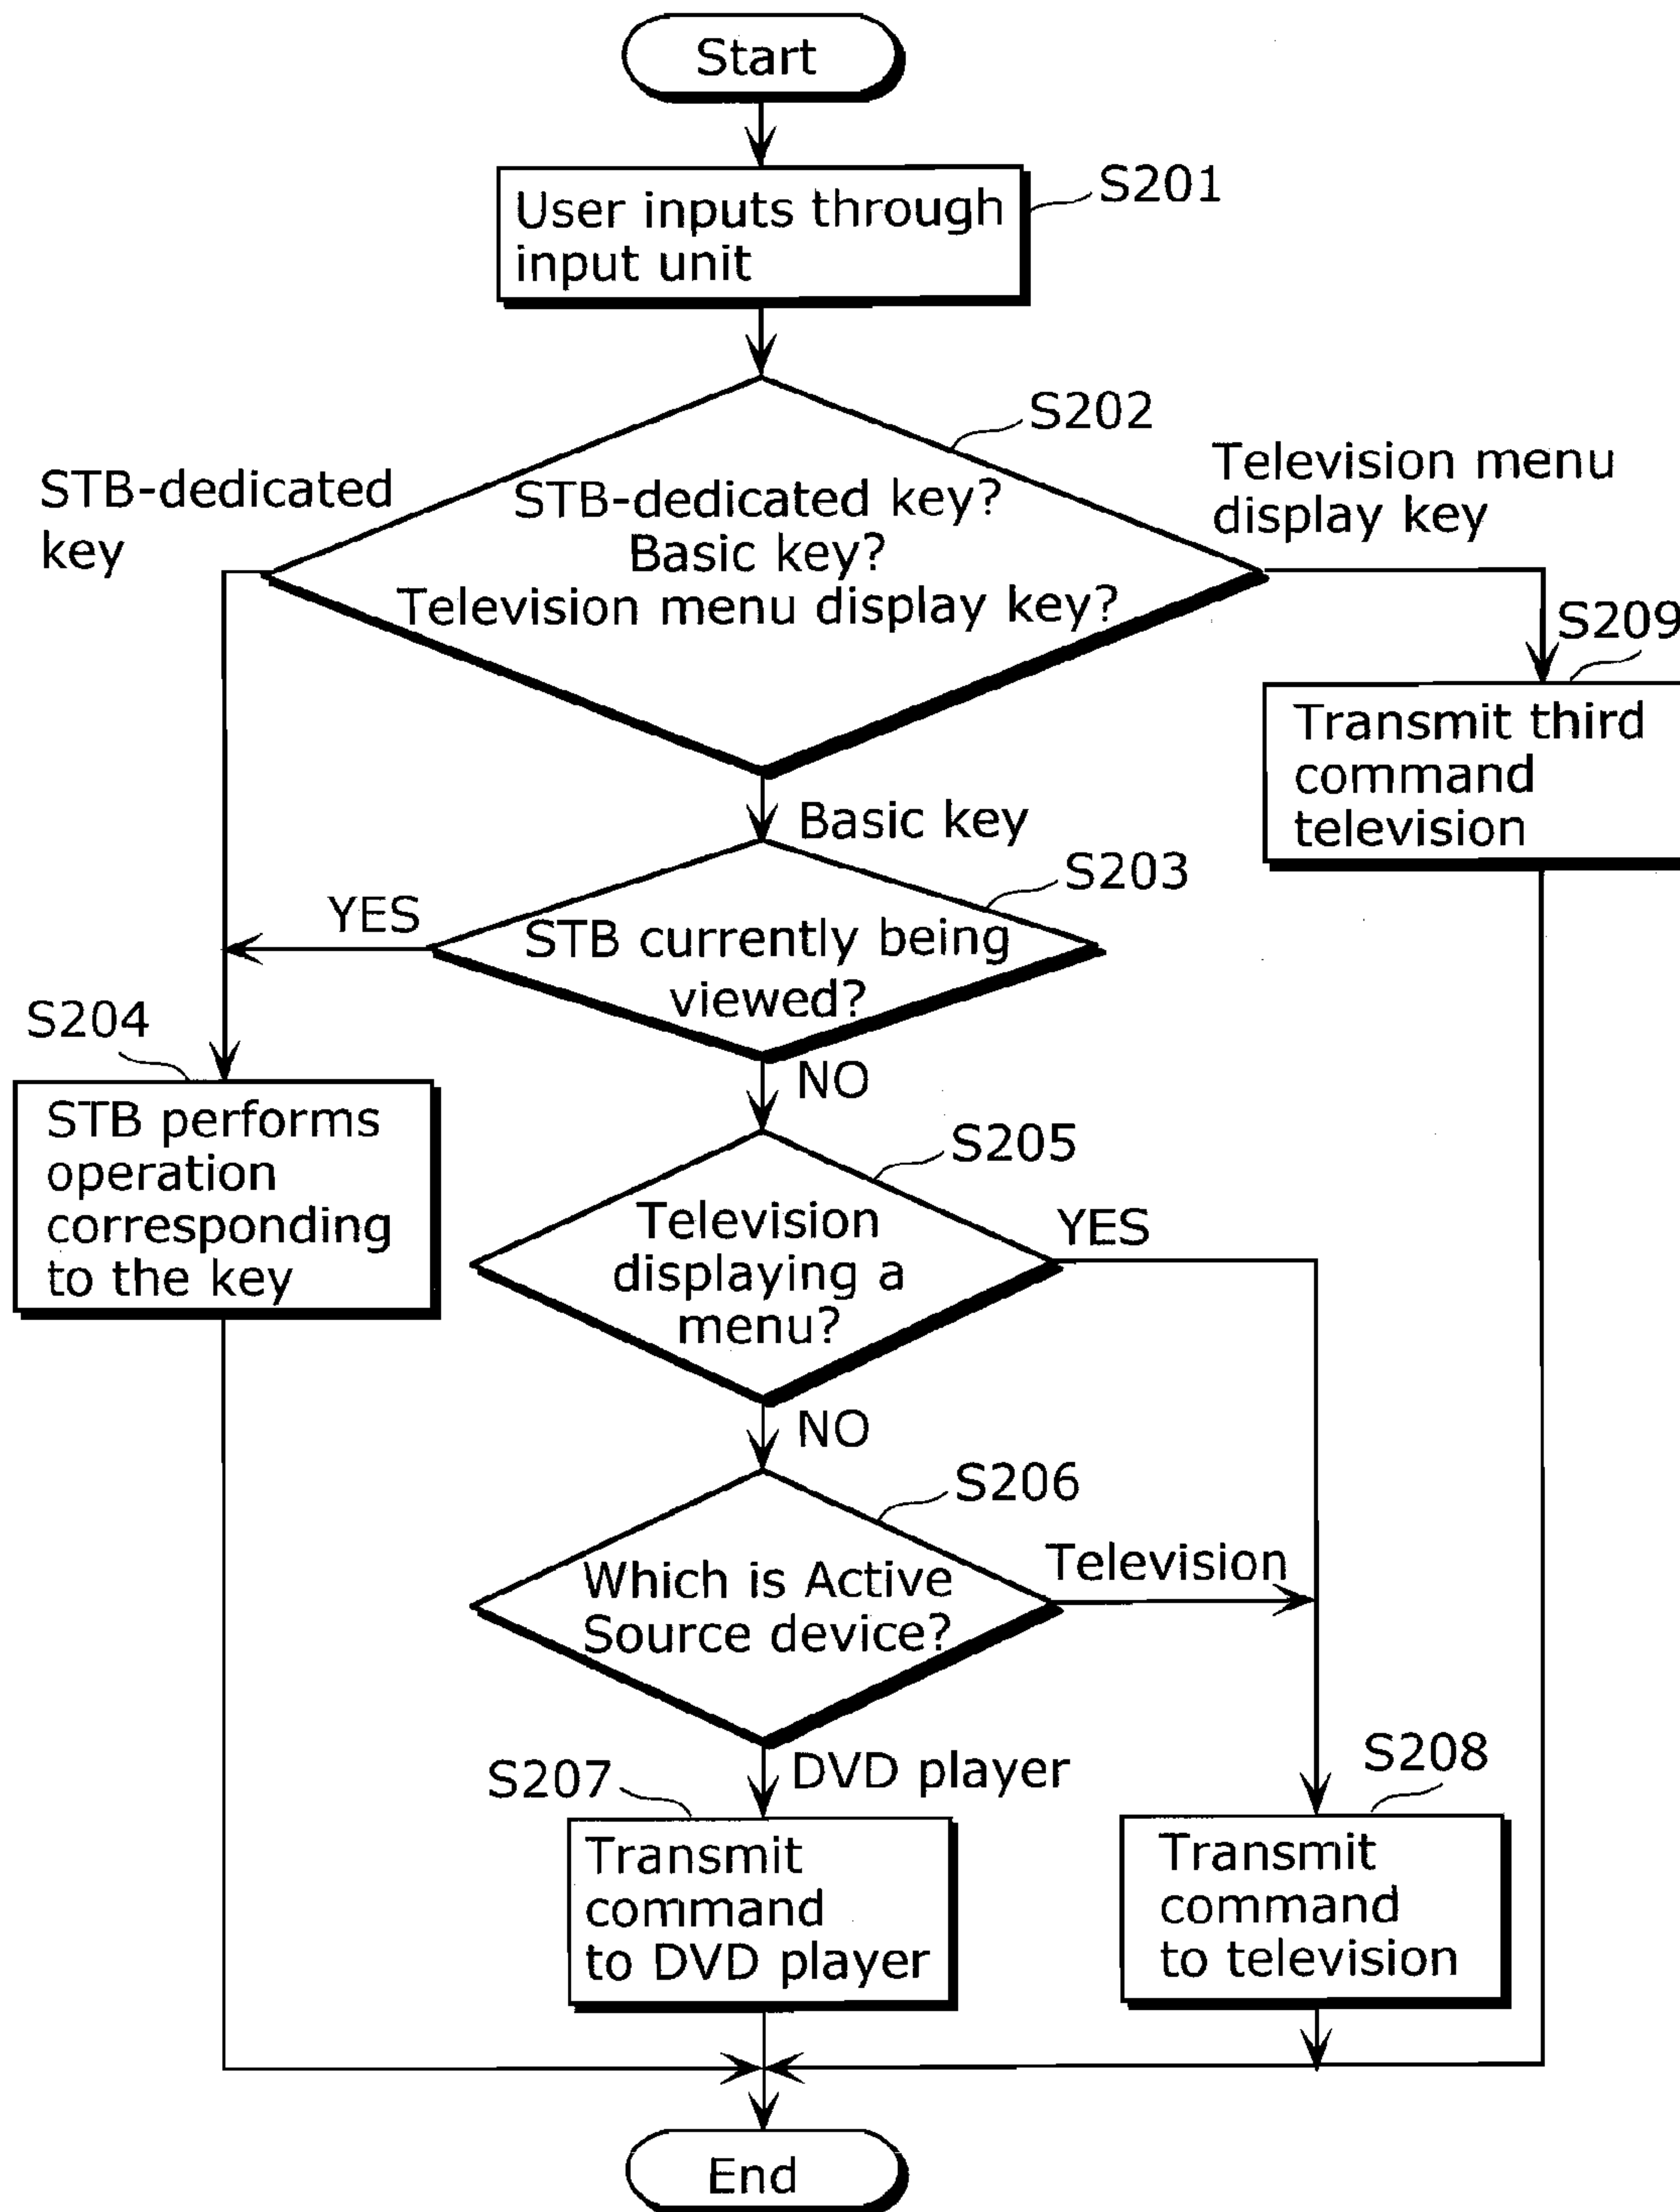 Start
User inputs through
input unit
S201
S202
STB-dedicated
key
STB-dedicated key?
Basic key?
Television menu display key?
Television menu
display key
S209
Transmit third
command
television
Basic key
S203
YES
STB currently being
viewed?
S204
NO
STB performs
operation
corresponding
to the key
S205
YES
Television
displaying a
menu?
NO
S206
Television
Which is Active
Source device?
S207
DVD player
S208
Transmit
command
to DVD player
Transmit
command
to television
End